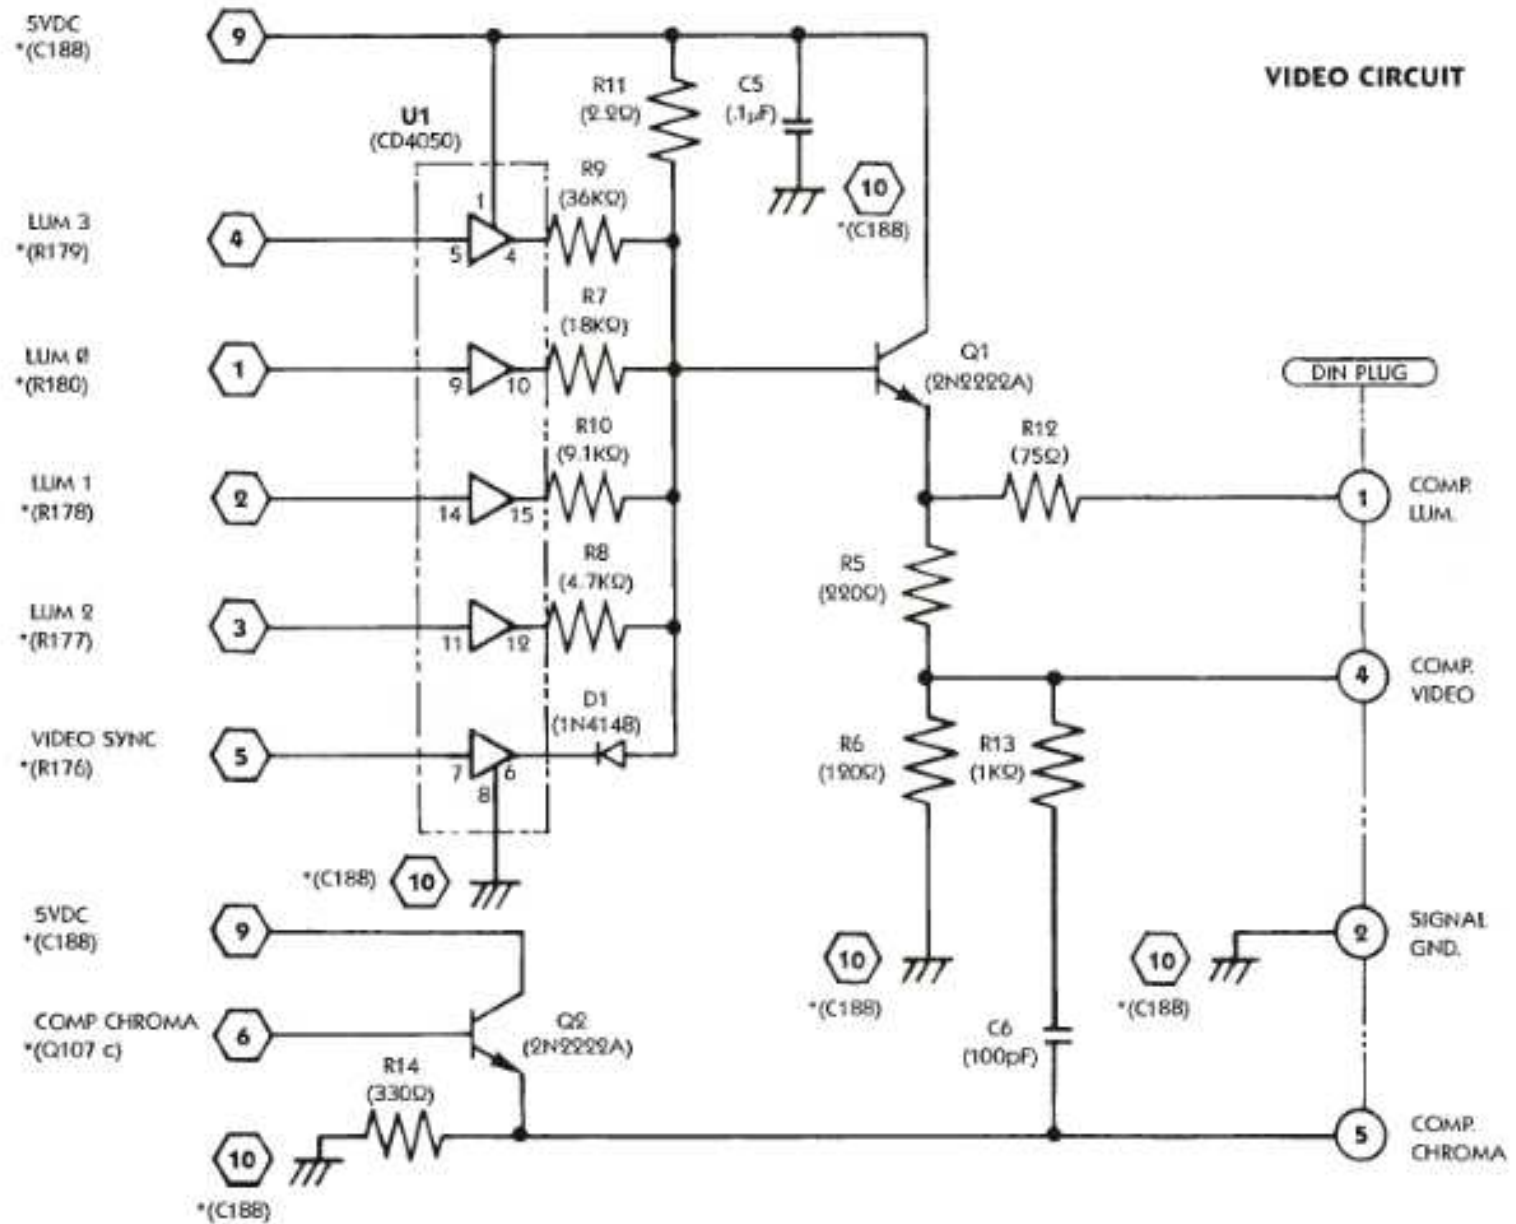 5VDC
*(C188)
9
VIDEO CIRCUIT
R11
(2.2Ω)
C5
(.1µF)
U1
(CD4050)
10
*(C188)
LUM 3
*(R179)
4
1
5
4
R9
(36KΩ)
LUM 0
*(R180)
1
9
10
R7
(18KΩ)
Q1
(2N2222A)
DIN PLUG
LUM 1
*(R178)
2
14
15
R10
(9.1KΩ)
R12
(75Ω)
1
COMP.
LUM.
LUM 2
*(R177)
3
11
12
R8
(4.7KΩ)
R5
(220Ω)
4
COMP.
VIDEO
VIDEO SYNC
*(R176)
5
7
6
8
D1
(1N4148)
R6
(120Ω)
R13
(1KΩ)
*(C188)
10
5VDC
*(C188)
9
10
*(C188)
10
*(C188)
2
SIGNAL
GND.
COMP CHROMA
*(Q107 c)
6
Q2
(2N2222A)
C6
(100pF)
R14
(330Ω)
10
*(C188)
5
COMP.
CHROMA